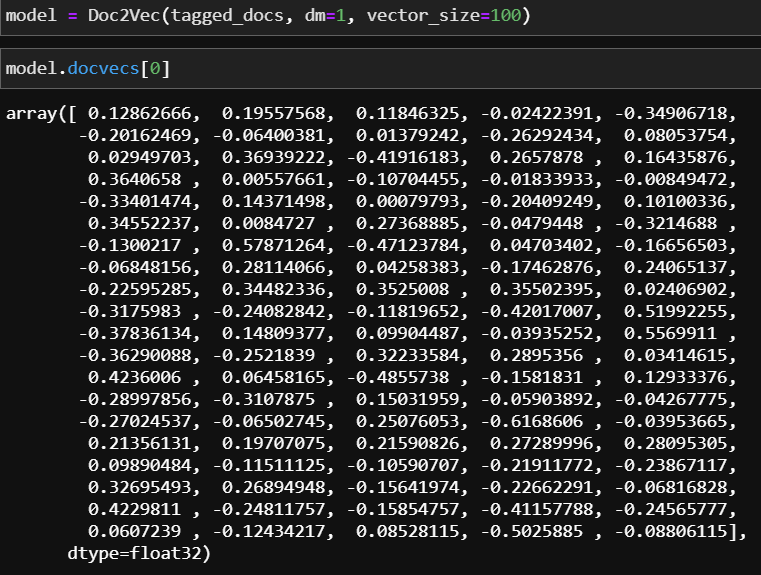 model = Doc2Vec(tagged_docs, dm=1, vector_size=100)
model.docvecs[0]
array([ 0.12862666,  0.19557568,  0.11846325, -0.02422391, -0.34906718,
       -0.20162469, -0.06400381,  0.01379242, -0.26292434,  0.08053754,
        0.02949703,  0.36939222, -0.41916183,  0.2657878 ,  0.16435876,
        0.3640658 ,  0.00557661, -0.10704455, -0.01833933, -0.00849472,
       -0.33401474,  0.14371498,  0.00079793, -0.20409249,  0.10100336,
        0.34552237,  0.0084727 ,  0.27368885, -0.0479448 , -0.3214688 ,
       -0.1300217 ,  0.57871264, -0.47123784,  0.04703402, -0.16656503,
       -0.06848156,  0.28114066,  0.04258383, -0.17462876,  0.24065137,
       -0.22595285,  0.34482336,  0.3525008 ,  0.35502395,  0.02406902,
       -0.3175983 , -0.24082842, -0.11819652, -0.42017007,  0.51992255,
       -0.37836134,  0.14809377,  0.09904487, -0.03935252,  0.5569911 ,
       -0.36290088, -0.2521839 ,  0.32233584,  0.2895356 ,  0.03414615,
        0.4236006 ,  0.06458165, -0.4855738 , -0.1581831 ,  0.12933376,
       -0.28997856, -0.3107875 ,  0.15031959, -0.05903892, -0.04267775,
       -0.27024537, -0.06502745,  0.25076053, -0.6168606 , -0.03953665,
        0.21356131,  0.19707075,  0.21590826,  0.27289996,  0.28095305,
        0.09890484, -0.11511125, -0.10590707, -0.21911772, -0.23867117,
        0.32695493,  0.26894948, -0.15641974, -0.22662291, -0.06816828,
        0.4229811 , -0.24811757, -0.15854757, -0.41157788, -0.24565777,
        0.0607239 , -0.12434217,  0.08528115, -0.5025885 , -0.08806115],
      dtype=float32)